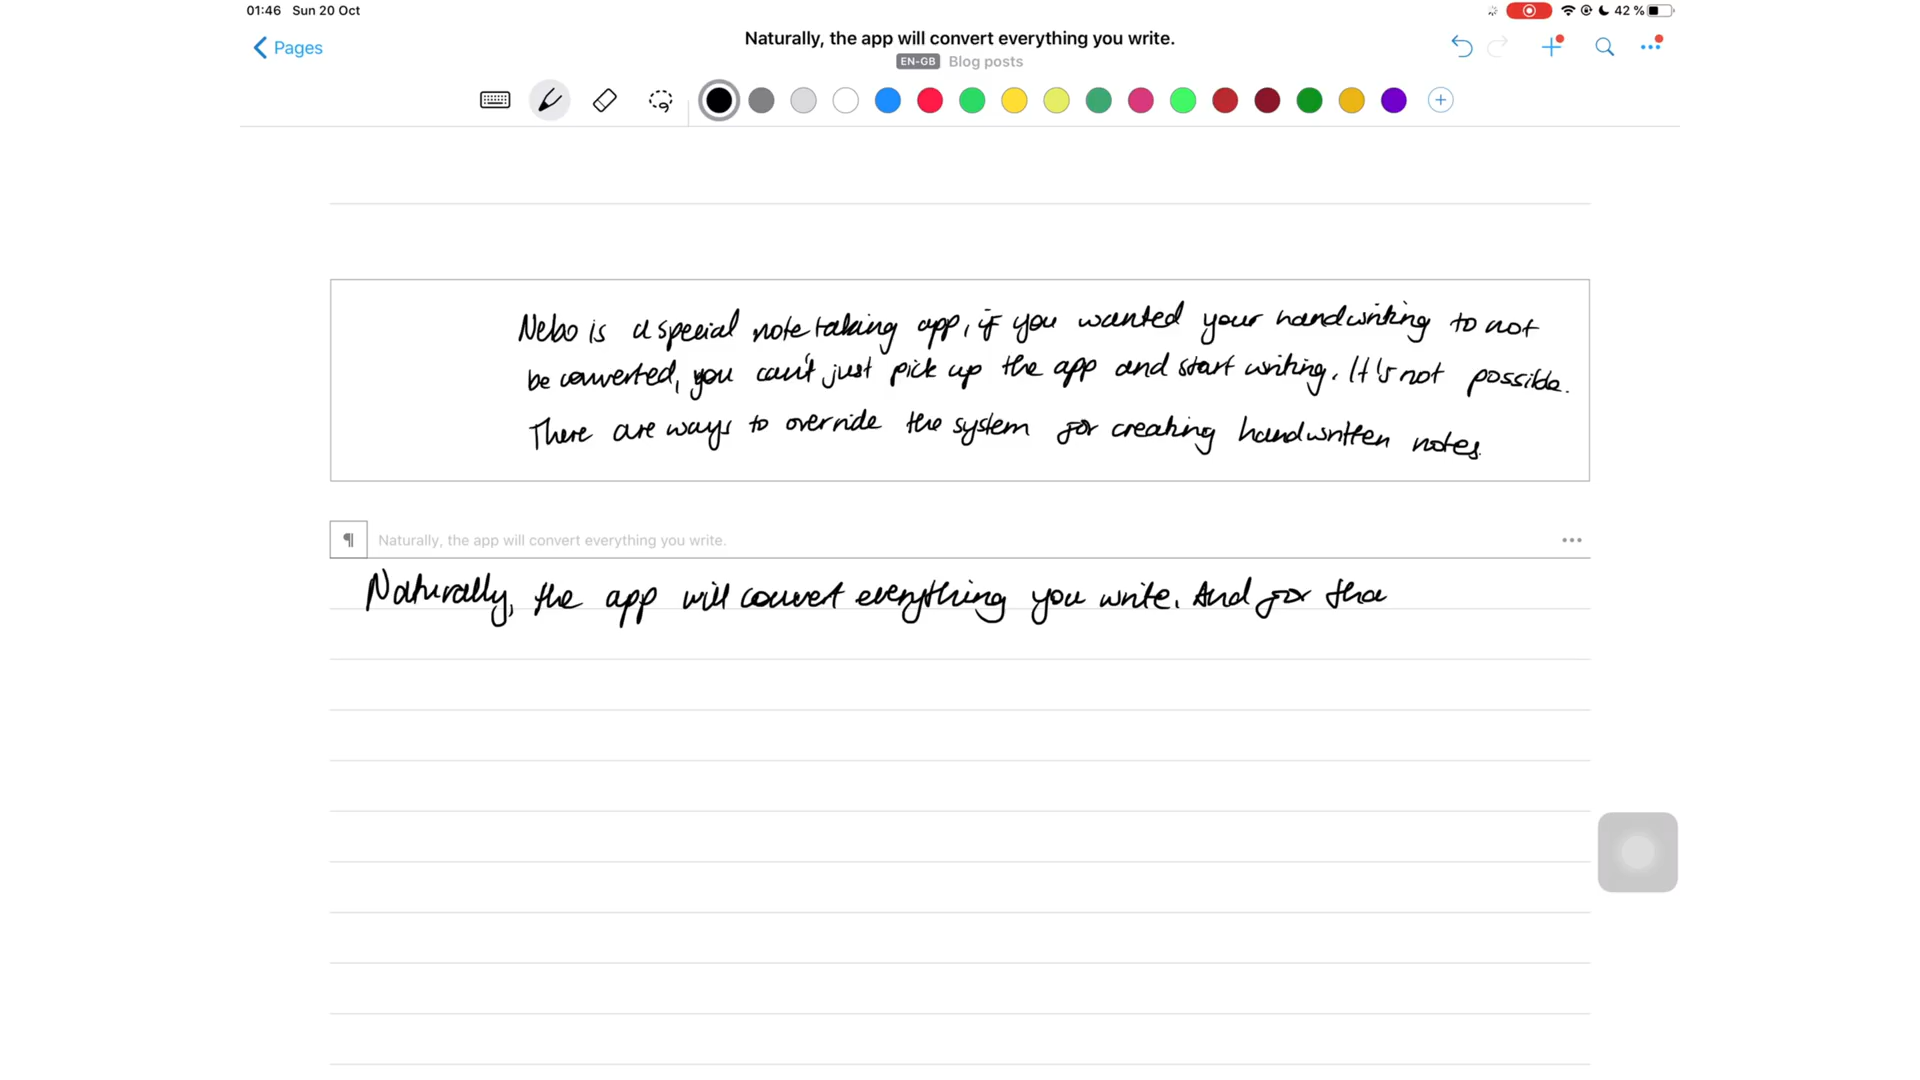 01:46 Sun 20 Oct 42 %
Pages
Naturally, the app will convert everything you write.
EN-GB Blog posts
Nebo is a special note taking app, if you wanted your handwriting to not
be converted, you can't just pick up the app and start writing. It's not possible.
There are ways to override the system for creating handwritten notes.
Naturally, the app will convert everything you write.
Naturally, the app will convert everything you write. And for tha